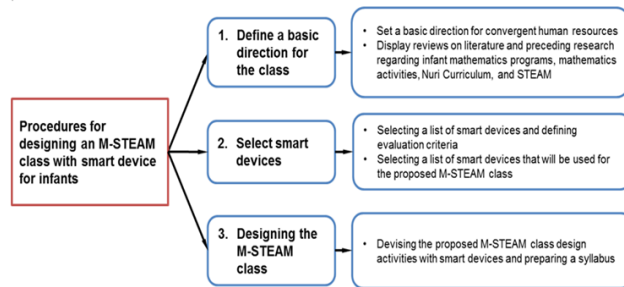 Procedures for
designing an M-STEAM
class with smart device
for infants
1. Define a basic
direction for
the class
• Set a basic direction for convergent human resources
• Display reviews on literature and preceding research
regarding infant mathematics programs, mathematics
activities, Nuri Curriculum, and STEAM
2. Select smart
devices
• Selecting a list of smart devices and defining
evaluation criteria
• Selecting a list of smart devices that will be used for
the proposed M-STEAM class
3. Designing the
M-STEAM
class
• Devising the proposed M-STEAM class design
activities with smart devices and preparing a syllabus